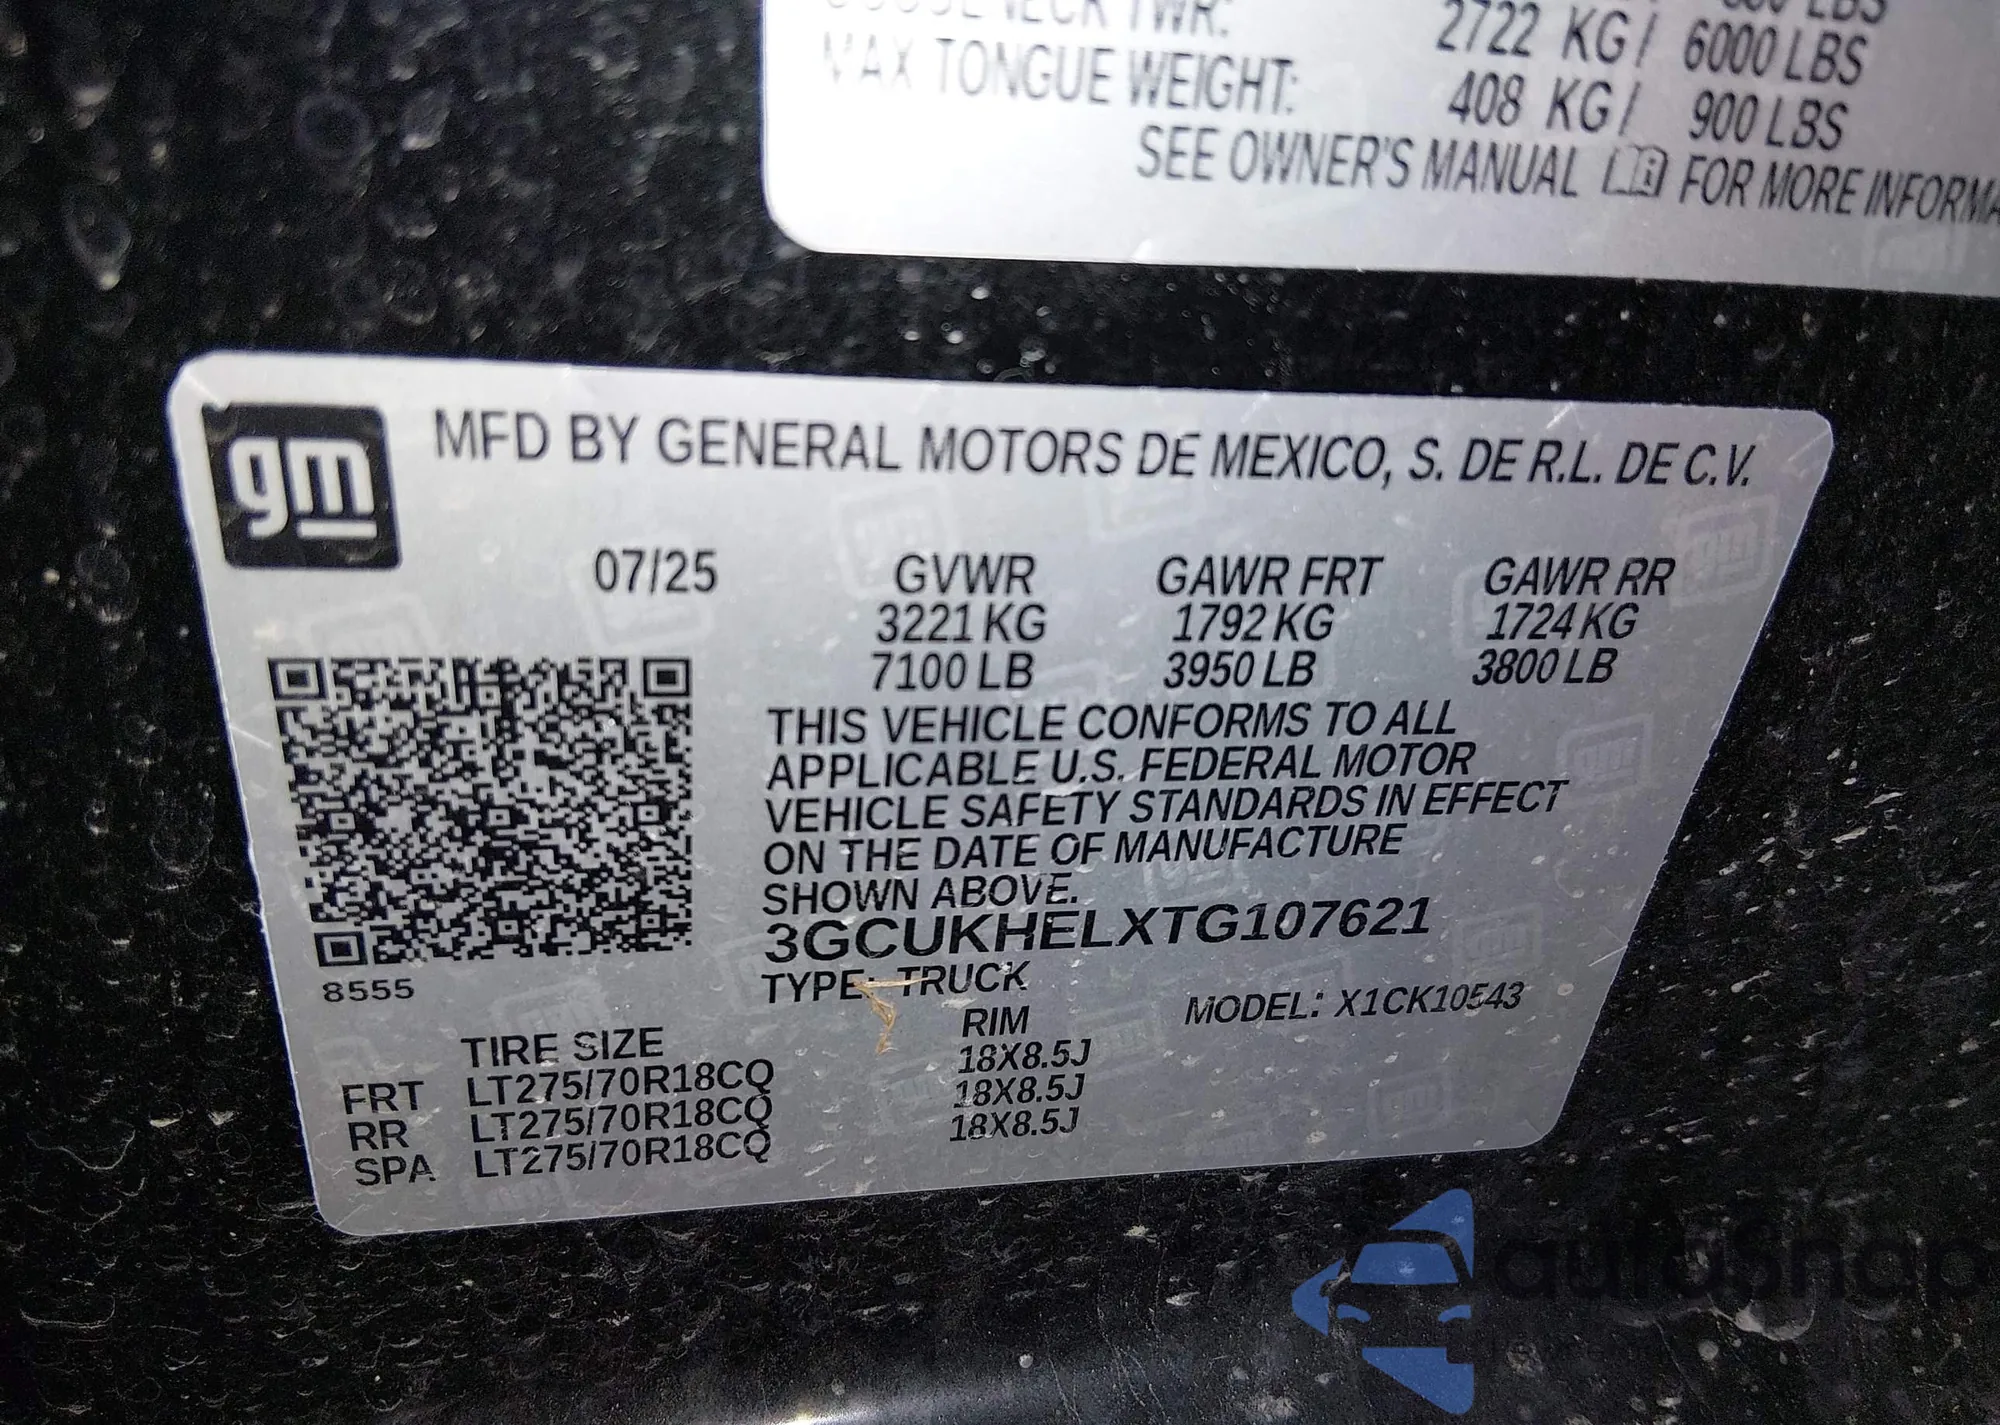 TWR: 2722 KG/ 6000 LBS
MAX TONGUE WEIGHT: 408 KG/ 900 LBS
SEE OWNER'S MANUAL FOR MORE
gm
MFD BY GENERAL MOTORS DE MEXICO, S. DE R.L. DE C.V.
07/25 GVWR GAWR FRT GAWR RR
3221 KG 1792 KG 1724 KG
7100 LB 3950 LB 3800 LB
THIS VEHICLE CONFORMS TO ALL
APPLICABLE U.S. FEDERAL MOTOR
VEHICLE SAFETY STANDARDS IN EFFECT
ON THE DATE OF MANUFACTURE
SHOWN ABOVE.
3GCUKHELXTG107621
8555
TYPE: TRUCK
MODEL: X1CK10543
TIRE SIZE RIM
FRT LT275/70R18CQ 18X8.5J
RR LT275/70R18CQ 18X8.5J
SPA LT275/70R18CQ 18X8.5J
autoSnap